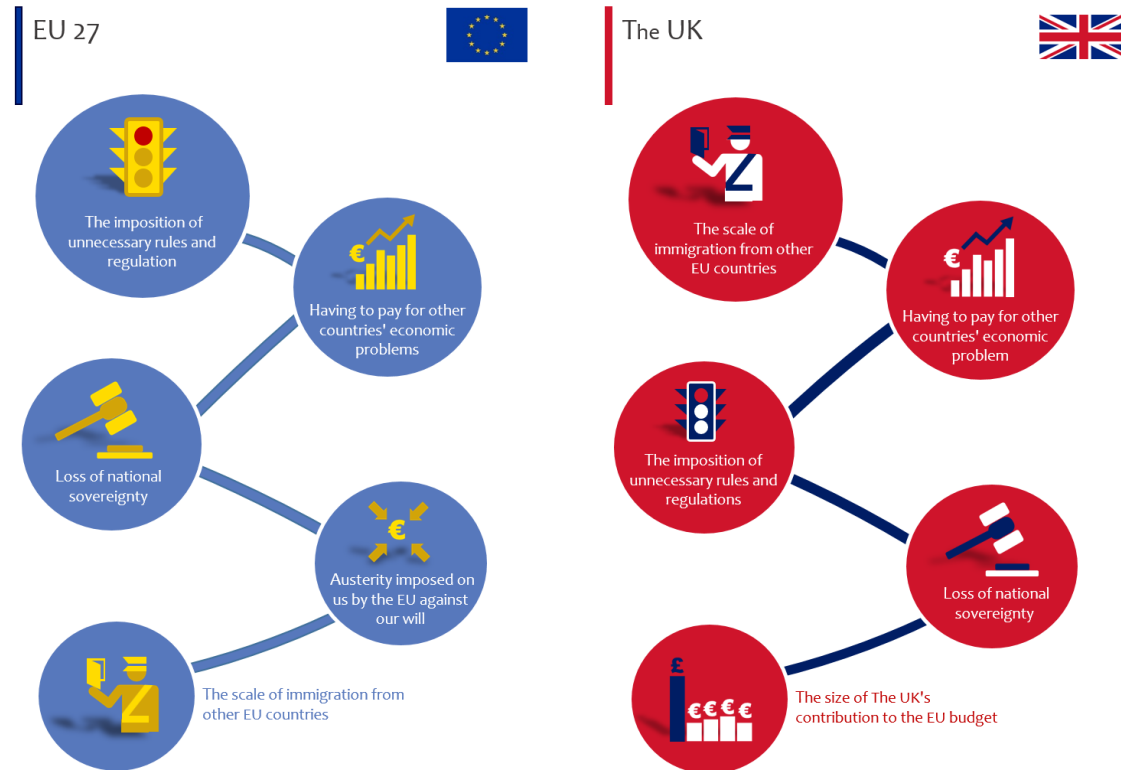 EU 27
The imposition of
unnecessary rules and
regulation
€
Having to pay for other
countries' economic
problems
Loss of national
sovereignty
€
Austerity imposed on
us by the EU against
our will
The scale of immigration from
other EU countries
The UK
The scale of
immigration from other
EU countries
€
Having to pay for other
countries' economic
problem
The imposition of
unnecessary rules and
regulations
Loss of national
sovereignty
£
€ € € €
The size of The UK's
contribution to the EU budget